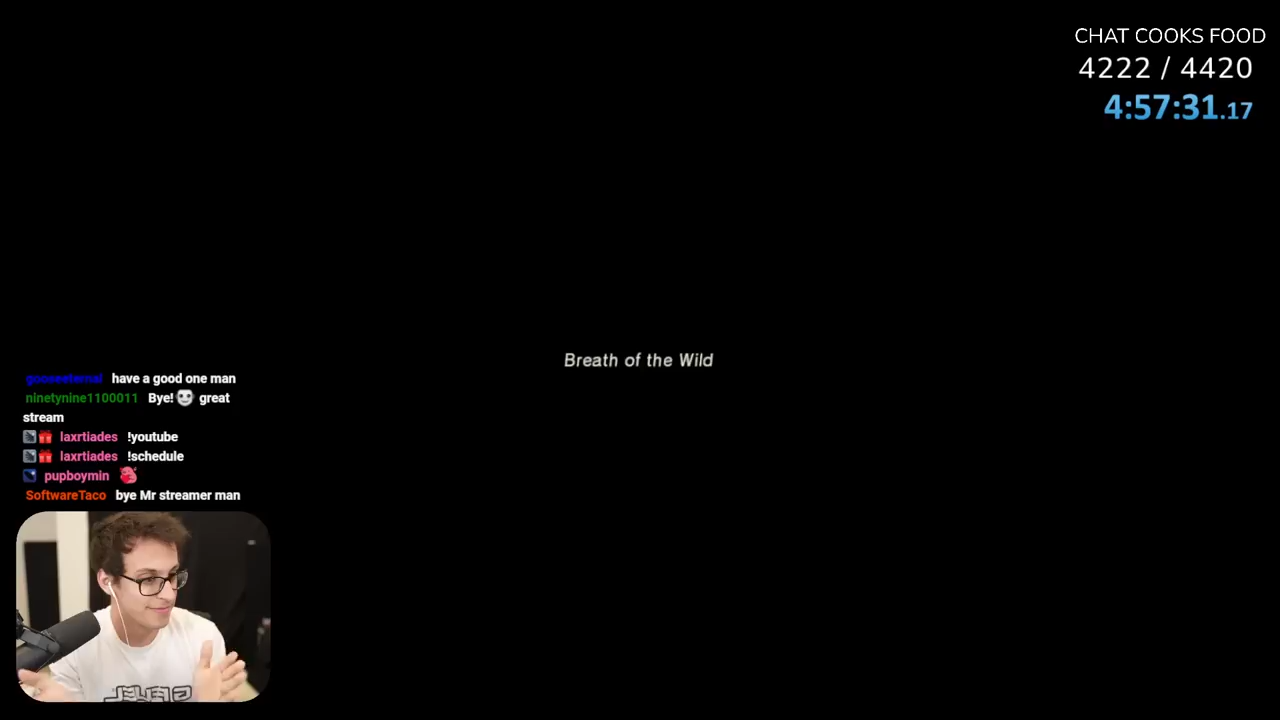 CHAT COOKS FOOD
4222 / 4420
4:57:31.17
Breath of the Wild
gooseeternal have a good one man
ninetynine1100011 Bye! great
stream
laxrtiades !youtube
laxrtiades !schedule
pupboymin
SoftwareTaco bye Mr streamer man